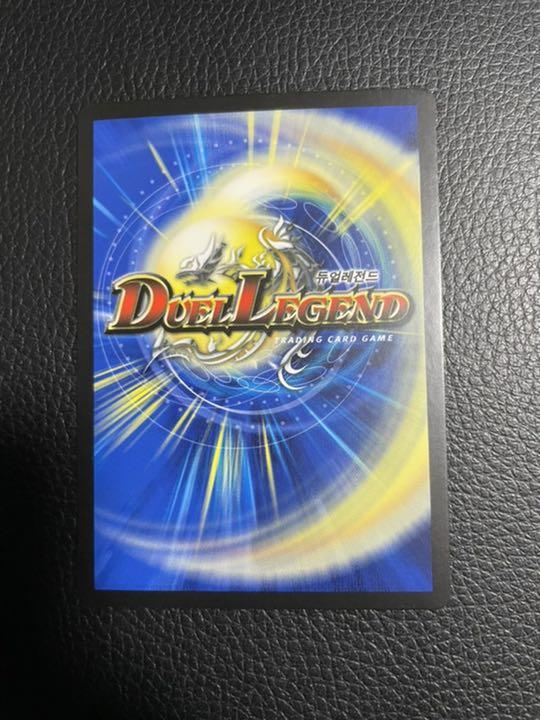 듀얼레전드
DUEL LEGEND
TRADING CARD GAME